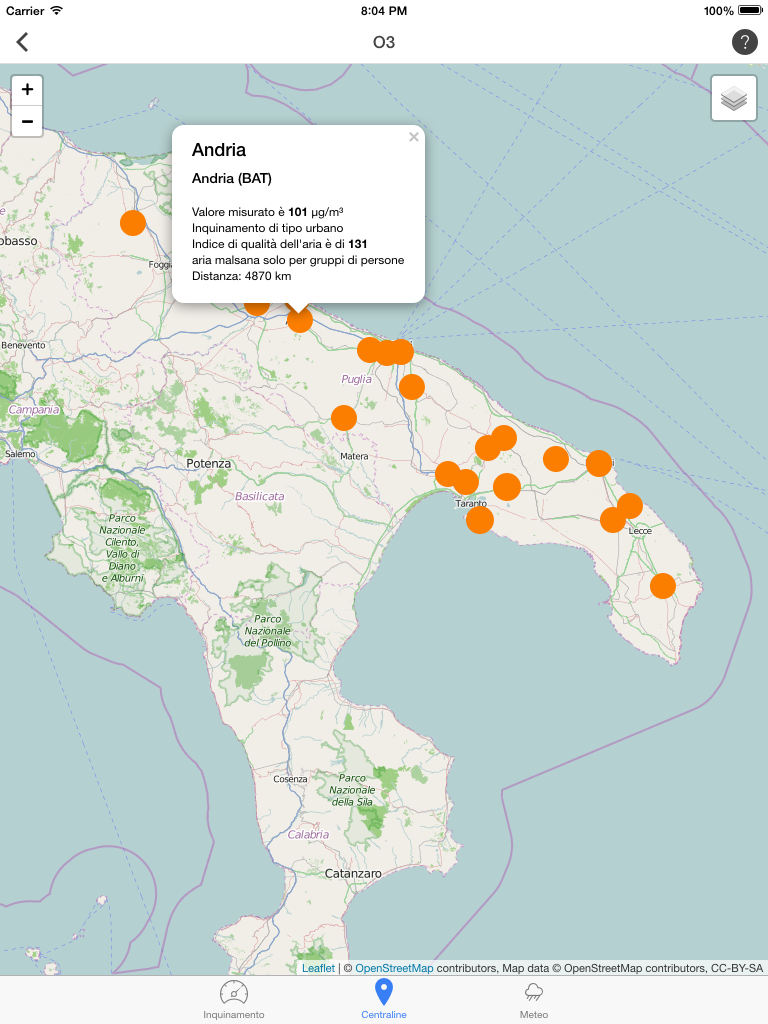 Carrier 8:04 PM 100%
O3 ?
+
−
Andria ×
Andria (BAT)
Valore misurato è 101 µg/m³
Inquinamento di tipo urbano
Indice di qualità dell'aria è di 131
aria malsana solo per gruppi di persone
Distanza: 4870 km
obasso
Foggi
Benevento
Puglia
Campania
Salerno
Matera
Potenza
Basilicata
Taranto
Parco
Nazionale
Cilento,
Vallo di
Diano
e Alburni
Lecce
Parco
Nazionale
del Pollino
Cosenza
Parco
Nazionale
della Sila
Calabria
Catanzaro
Leaflet | © OpenStreetMap contributors, Map data © OpenStreetMap contributors, CC-BY-SA
Inquinamento Centraline Meteo